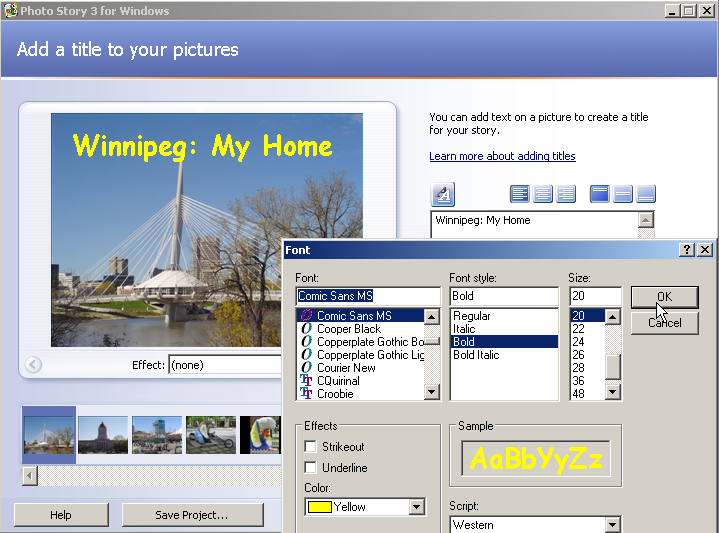 Photo Story 3 for Windows
Add a title to your pictures
Winnipeg: My Home
You can add text on a picture to create a title
for your story.
Learn more about adding titles
A
Winnipeg: My Home
Effect: (none)
Help
Save Project...
Font
Font:
Comic Sans MS
Comic Sans MS
Cooper Black
Copperplate Gothic Bo
Copperplate Gothic Lig
Courier New
CQuirinal
Croobie
Font style:
Bold
Regular
Italic
Bold
Bold Italic
Size:
20
20
22
24
26
28
36
48
OK
Cancel
Effects
Strikeout
Underline
Color:
Yellow
Sample
AaBbYyZz
Script:
Western